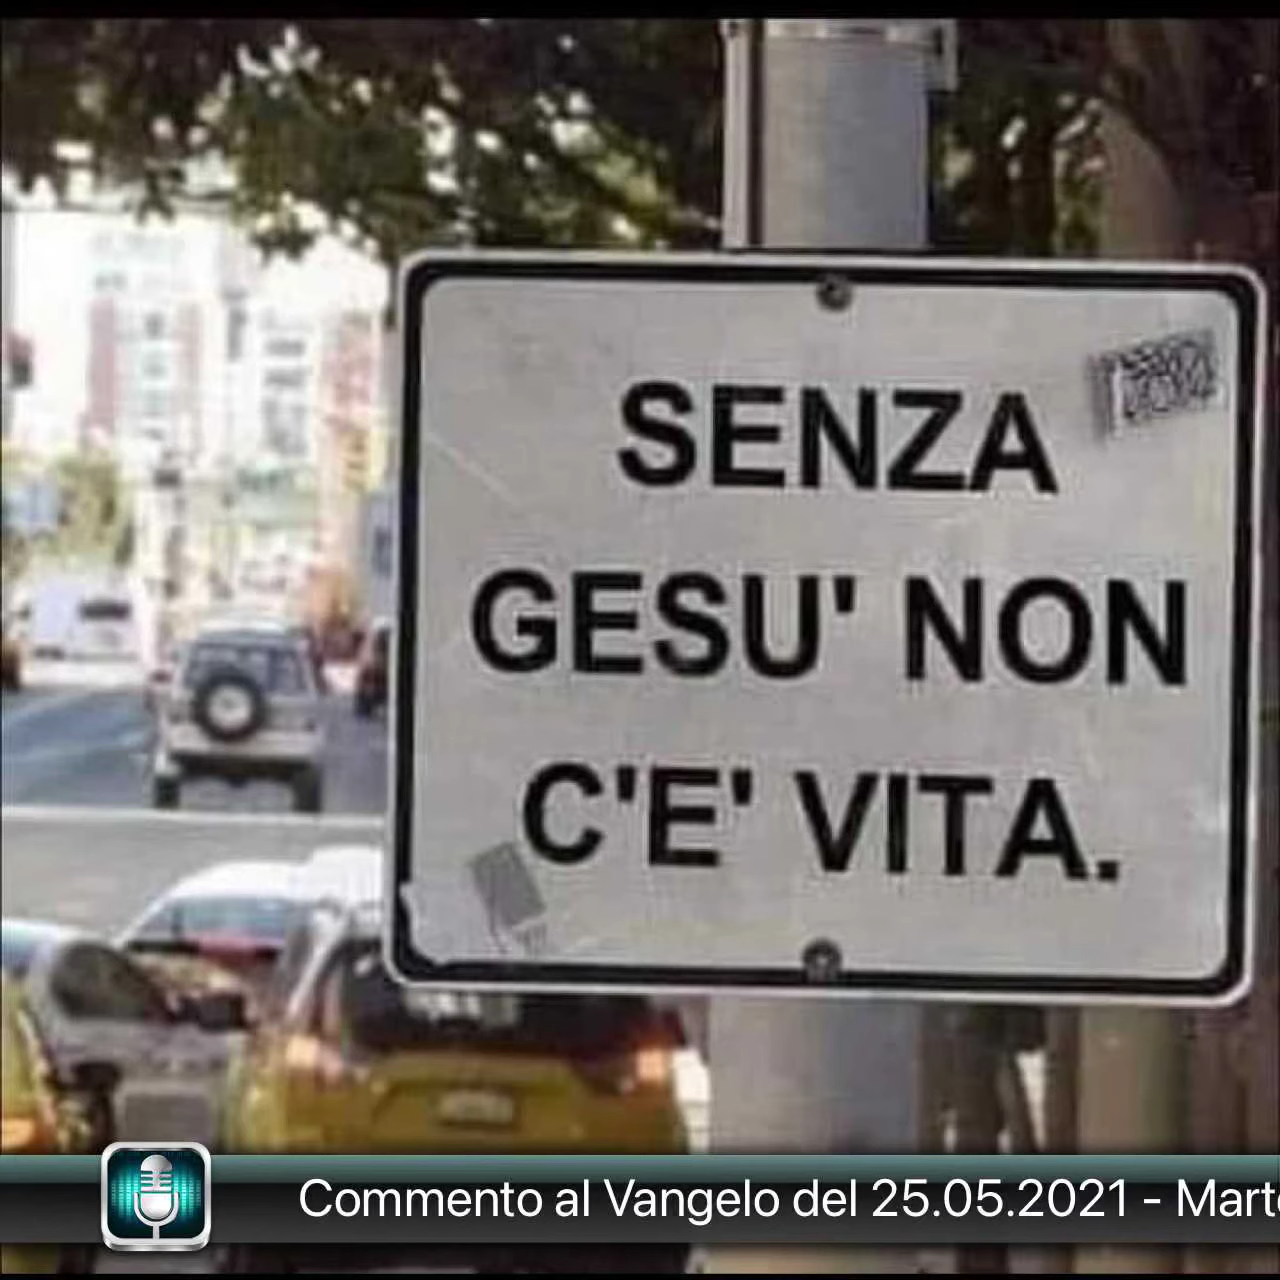 SENZA
GESU' NON
C'E' VITA.
Commento al Vangelo del 25.05.2021 - Mart